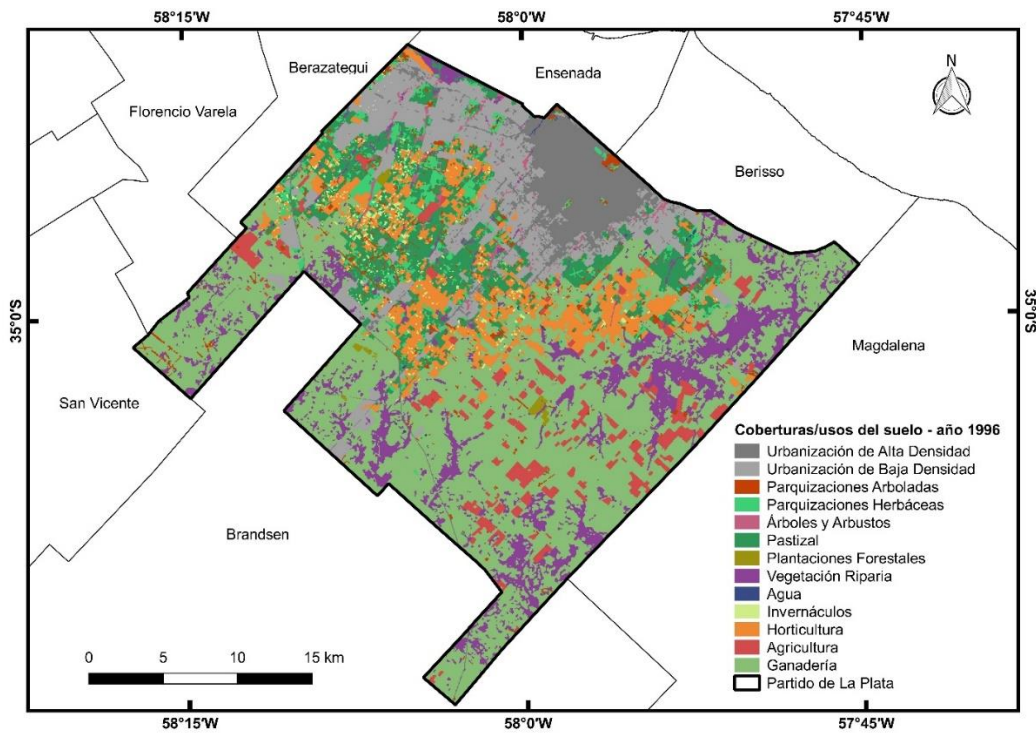 58°15'W 58°0'W 57°45'W
Berazategui
Ensenada
N
Florencio Varela
Berisso
35°0'S
35°0'S
Magdalena
San Vicente
Brandsen
Coberturas/usos del suelo - año 1996
Urbanización de Alta Densidad
Urbanización de Baja Densidad
Parquizaciones Arboladas
Parquizaciones Herbáceas
Árboles y Arbustos
Pastizal
Plantaciones Forestales
Vegetación Riparia
Agua
Invernáculos
Horticultura
Agricultura
Ganadería
Partido de La Plata
0 5 10 15 km
58°15'W 58°0'W 57°45'W